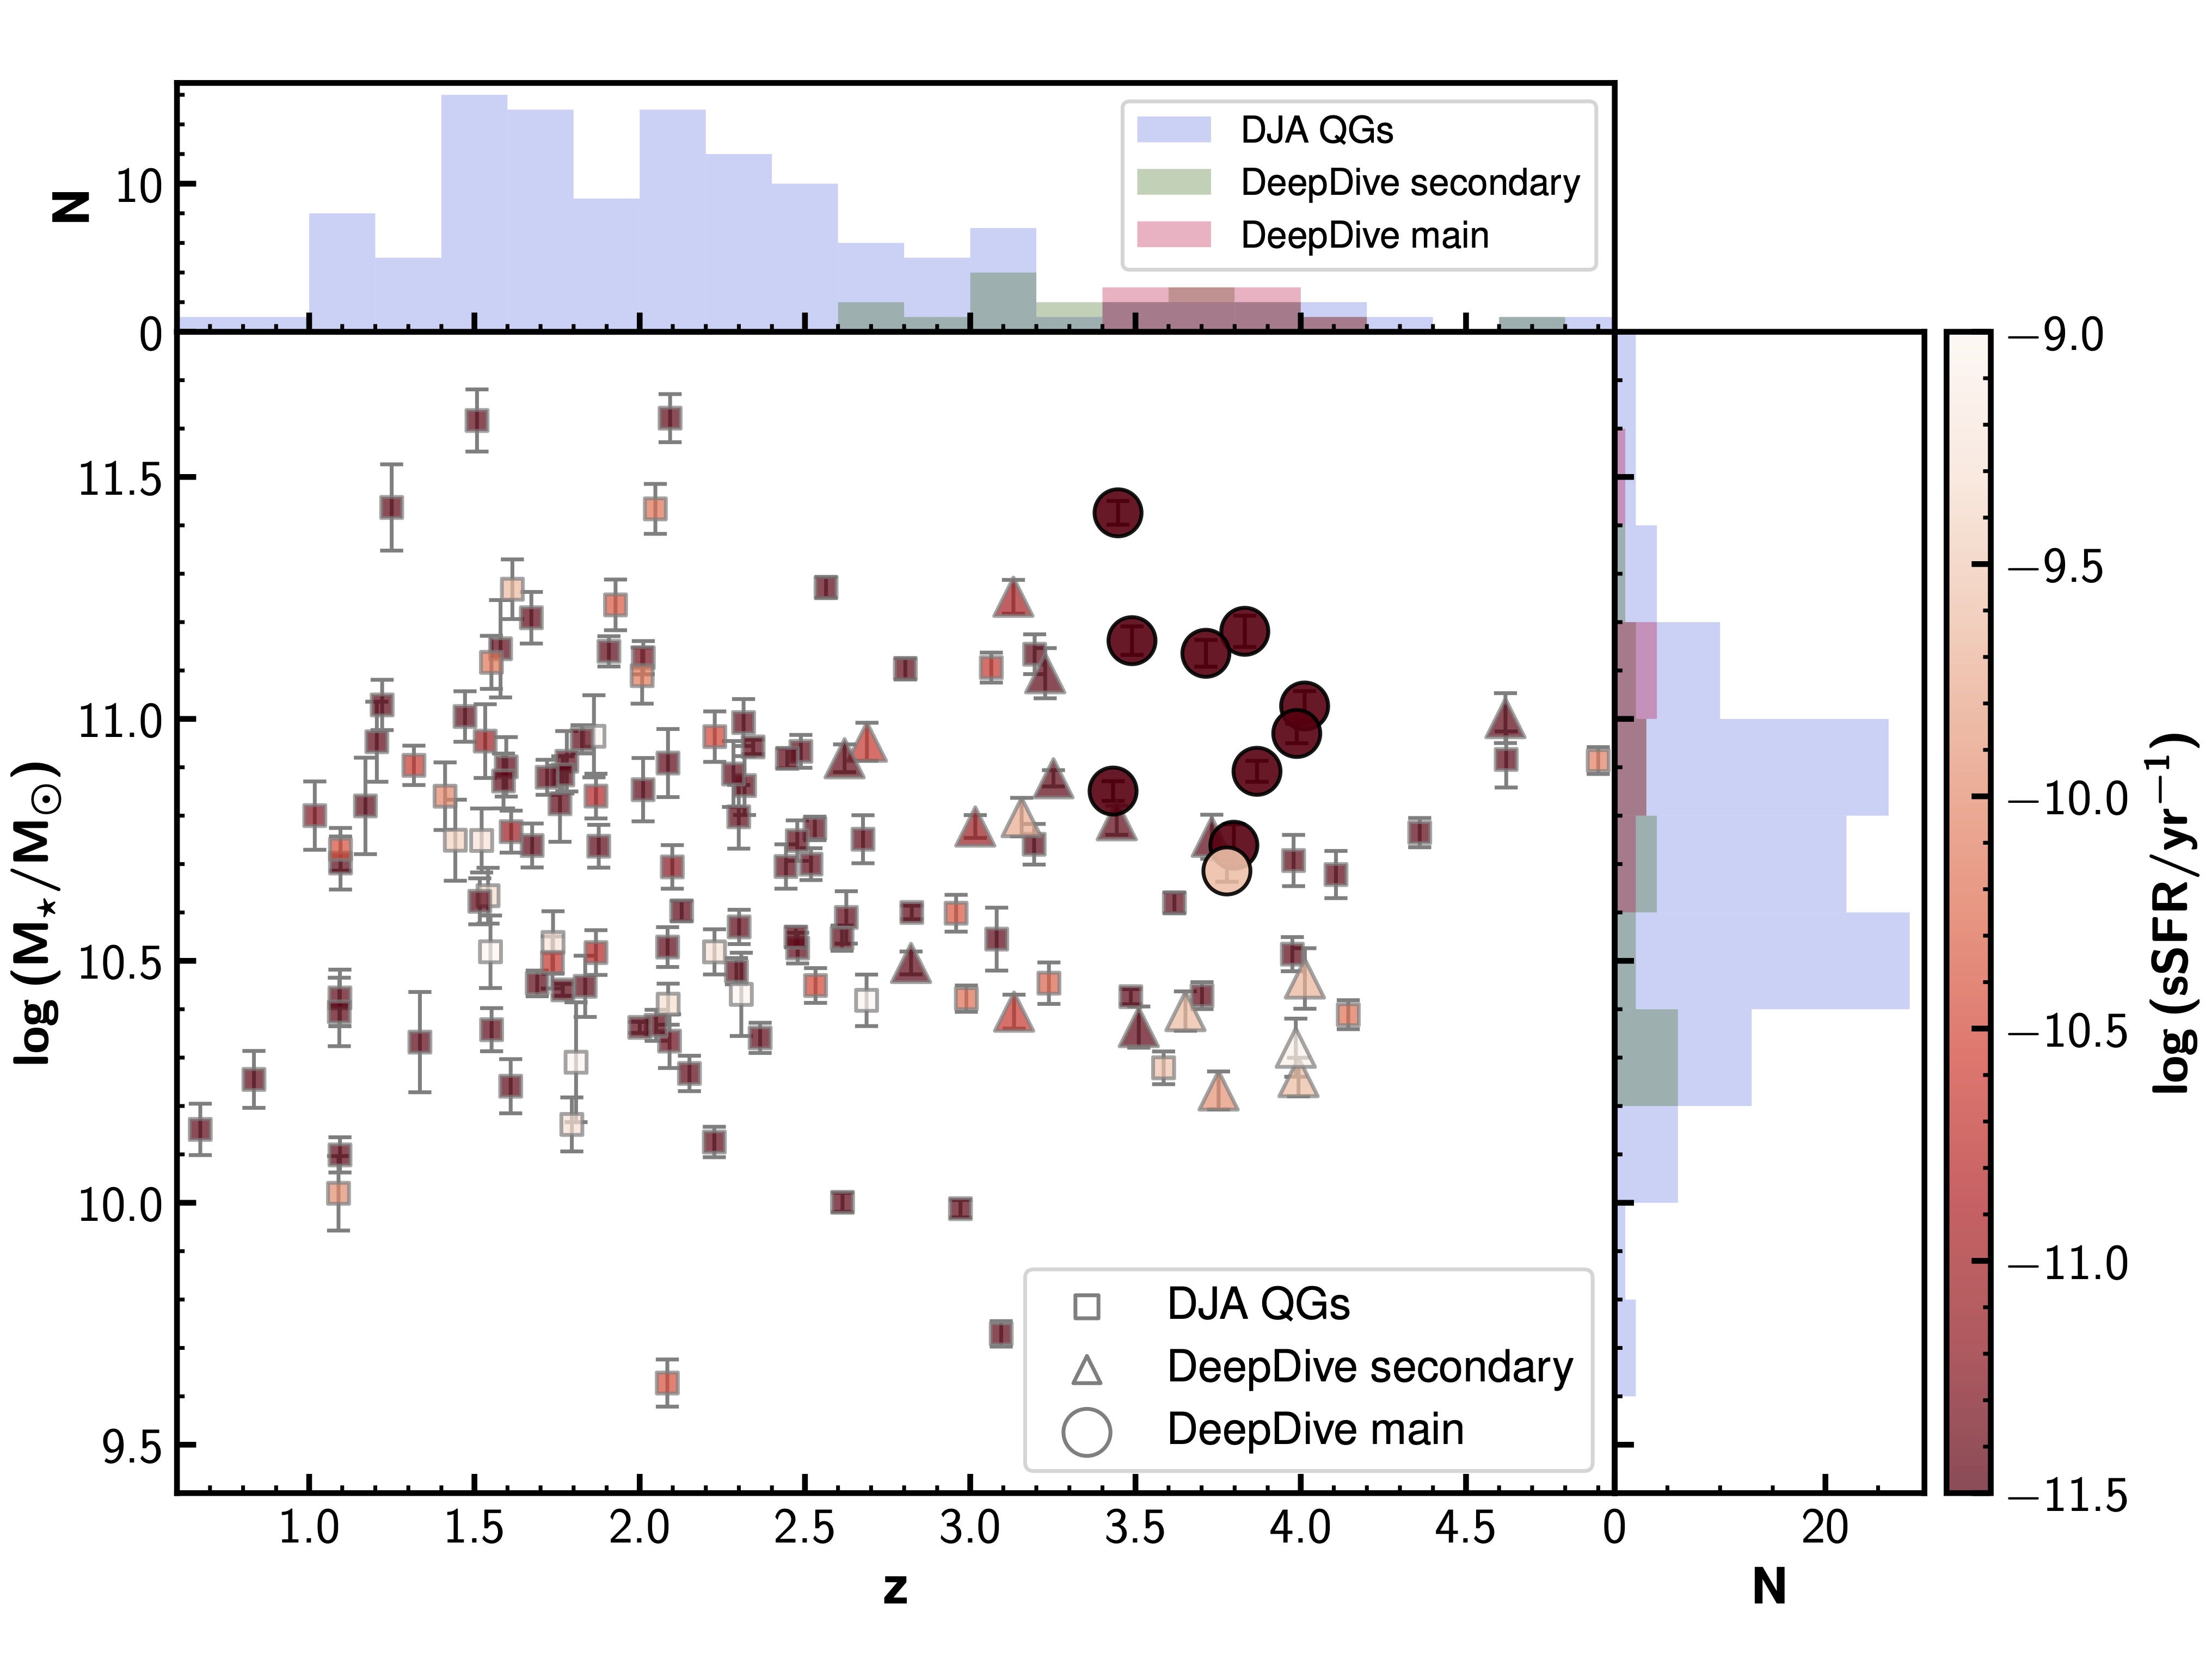 N
10
0
DJA QGs
DeepDive secondary
DeepDive main
log (M⋆/M⊙)
11.5
11.0
10.5
10.0
9.5
DJA QGs
DeepDive secondary
DeepDive main
1.0 1.5 2.0 2.5 3.0 3.5 4.0 4.5
z
0 20
N
−9.0
−9.5
−10.0
−10.5
−11.0
−11.5
log (sSFR/yr⁻¹)